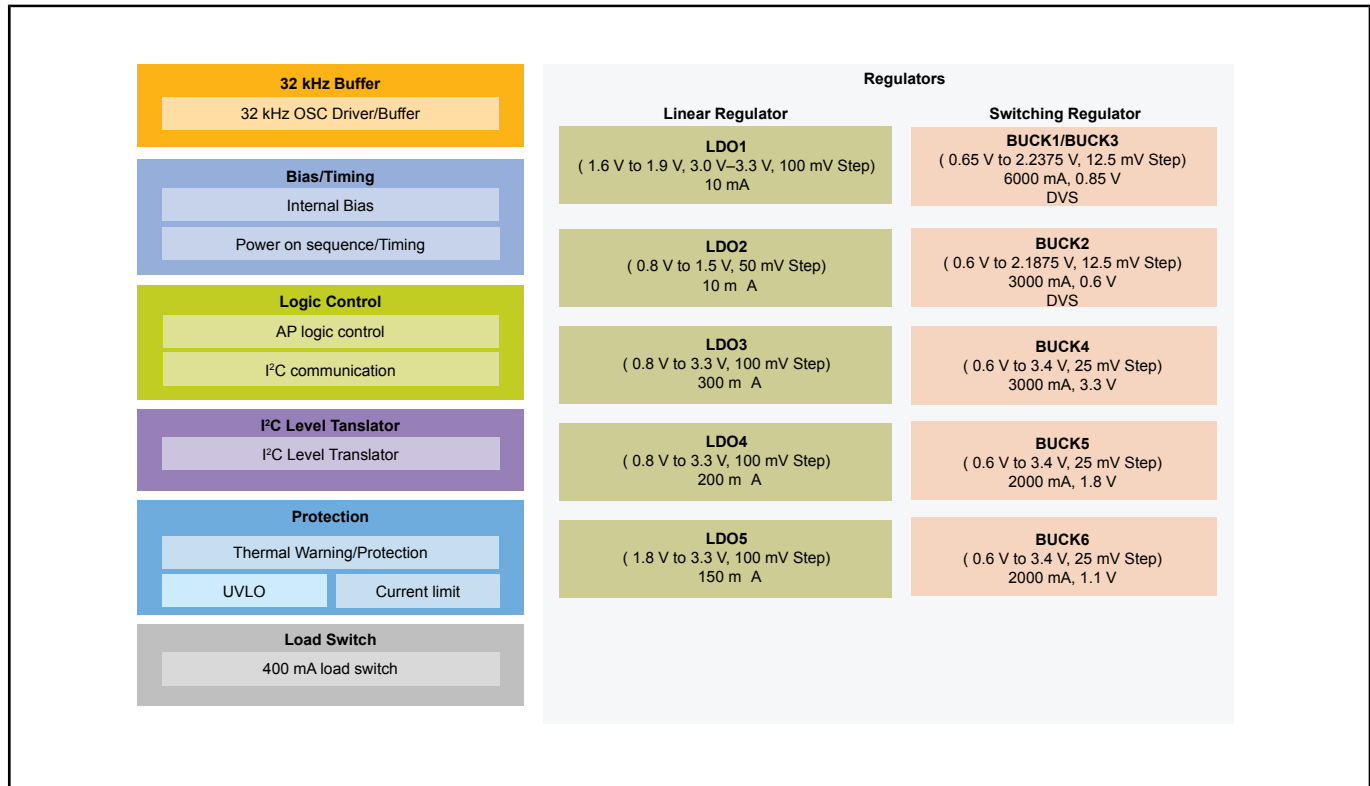 32 kHz Buffer
32 kHz OSC Driver/Buffer
Bias/Timing
Internal Bias
Power on sequence/Timing
Logic Control
AP logic control
I²C communication
I²C Level Tanslator
I²C Level Translator
Protection
Thermal Warning/Protection
UVLO
Current limit
Load Switch
400 mA load switch
Regulators
Linear Regulator
LDO1
( 1.6 V to 1.9 V, 3.0 V–3.3 V, 100 mV Step)
10 mA
LDO2
( 0.8 V to 1.5 V, 50 mV Step)
10 m A
LDO3
( 0.8 V to 3.3 V, 100 mV Step)
300 m A
LDO4
( 0.8 V to 3.3 V, 100 mV Step)
200 m A
LDO5
( 1.8 V to 3.3 V, 100 mV Step)
150 m A
Switching Regulator
BUCK1/BUCK3
( 0.65 V to 2.2375 V, 12.5 mV Step)
6000 mA, 0.85 V
DVS
BUCK2
( 0.6 V to 2.1875 V, 12.5 mV Step)
3000 mA, 0.6 V
DVS
BUCK4
( 0.6 V to 3.4 V, 25 mV Step)
3000 mA, 3.3 V
BUCK5
( 0.6 V to 3.4 V, 25 mV Step)
2000 mA, 1.8 V
BUCK6
( 0.6 V to 3.4 V, 25 mV Step)
2000 mA, 1.1 V